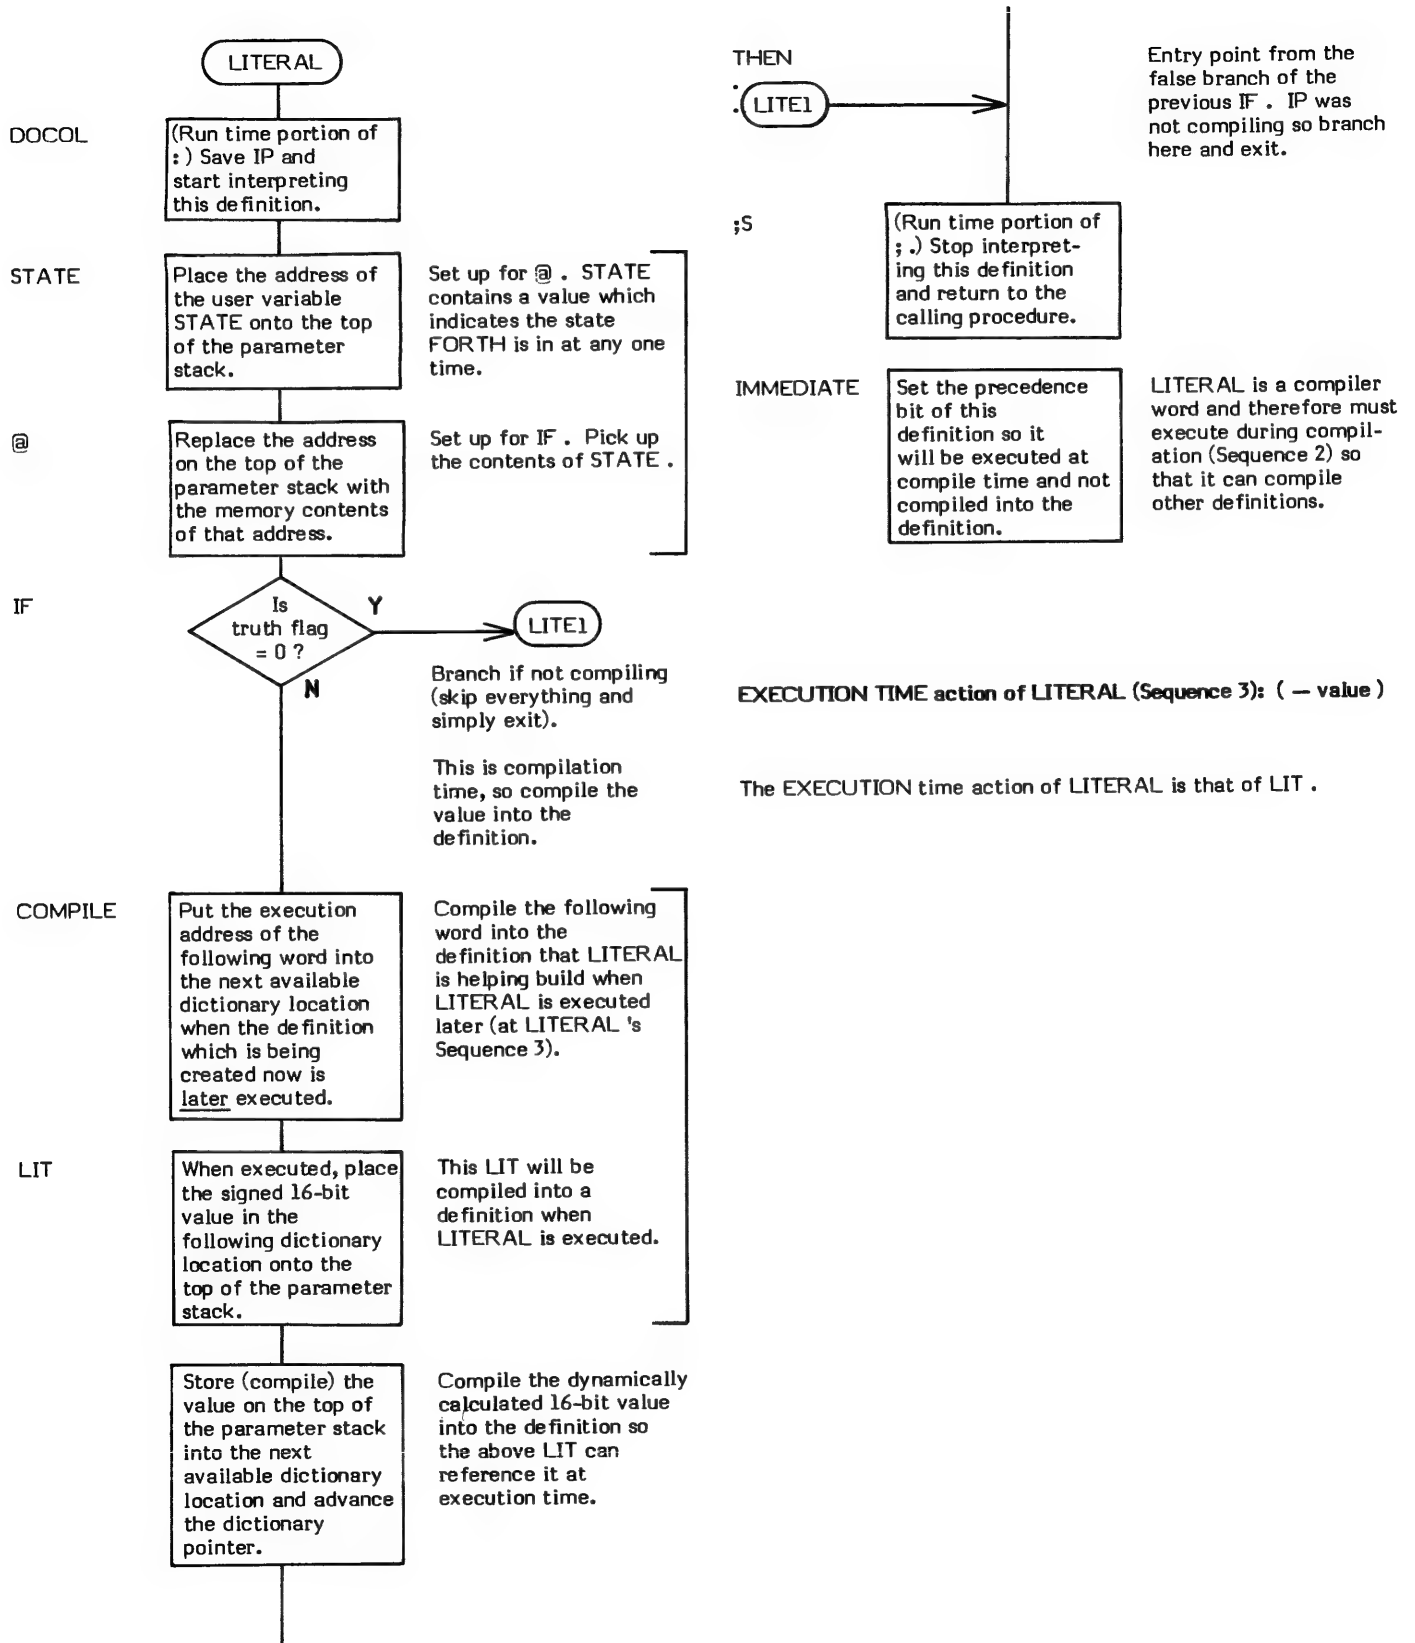 LITERAL
DOCOL
(Run time portion of
: ) Save IP and
start interpreting
this definition.
STATE
Place the address of
the user variable
STATE onto the top
of the parameter
stack.
Set up for @ . STATE
contains a value which
indicates the state
FORTH is in at any one
time.
@
Replace the address
on the top of the
parameter stack with
the memory contents
of that address.
Set up for IF . Pick up
the contents of STATE .
IF
Is
truth flag
= 0 ?
Y
N
LITE1
Branch if not compiling
(skip everything and
simply exit).
This is compilation
time, so compile the
value into the
definition.
COMPILE
Put the execution
address of the
following word into
the next available
dictionary location
when the definition
which is being
created now is
later executed.
Compile the following
word into the
definition that LITERAL
is helping build when
LITERAL is executed
later (at LITERAL 's
Sequence 3).
LIT
When executed, place
the signed 16-bit
value in the
following dictionary
location onto the
top of the parameter
stack.
This LIT will be
compiled into a
definition when
LITERAL is executed.
Store (compile) the
value on the top of
the parameter stack
into the next
available dictionary
location and advance
the dictionary
pointer.
Compile the dynamically
calculated 16-bit value
into the definition so
the above LIT can
reference it at
execution time.
THEN
:
LITE1
Entry point from the
false branch of the
previous IF . IP was
not compiling so branch
here and exit.
;S
(Run time portion of
; .) Stop interpret-
ing this definition
and return to the
calling procedure.
IMMEDIATE
Set the precedence
bit of this
definition so it
will be executed at
compile time and not
compiled into the
definition.
LITERAL is a compiler
word and therefore must
execute during compil-
ation (Sequence 2) so
that it can compile
other definitions.
EXECUTION TIME action of LITERAL (Sequence 3): ( — value )
The EXECUTION time action of LITERAL is that of LIT .